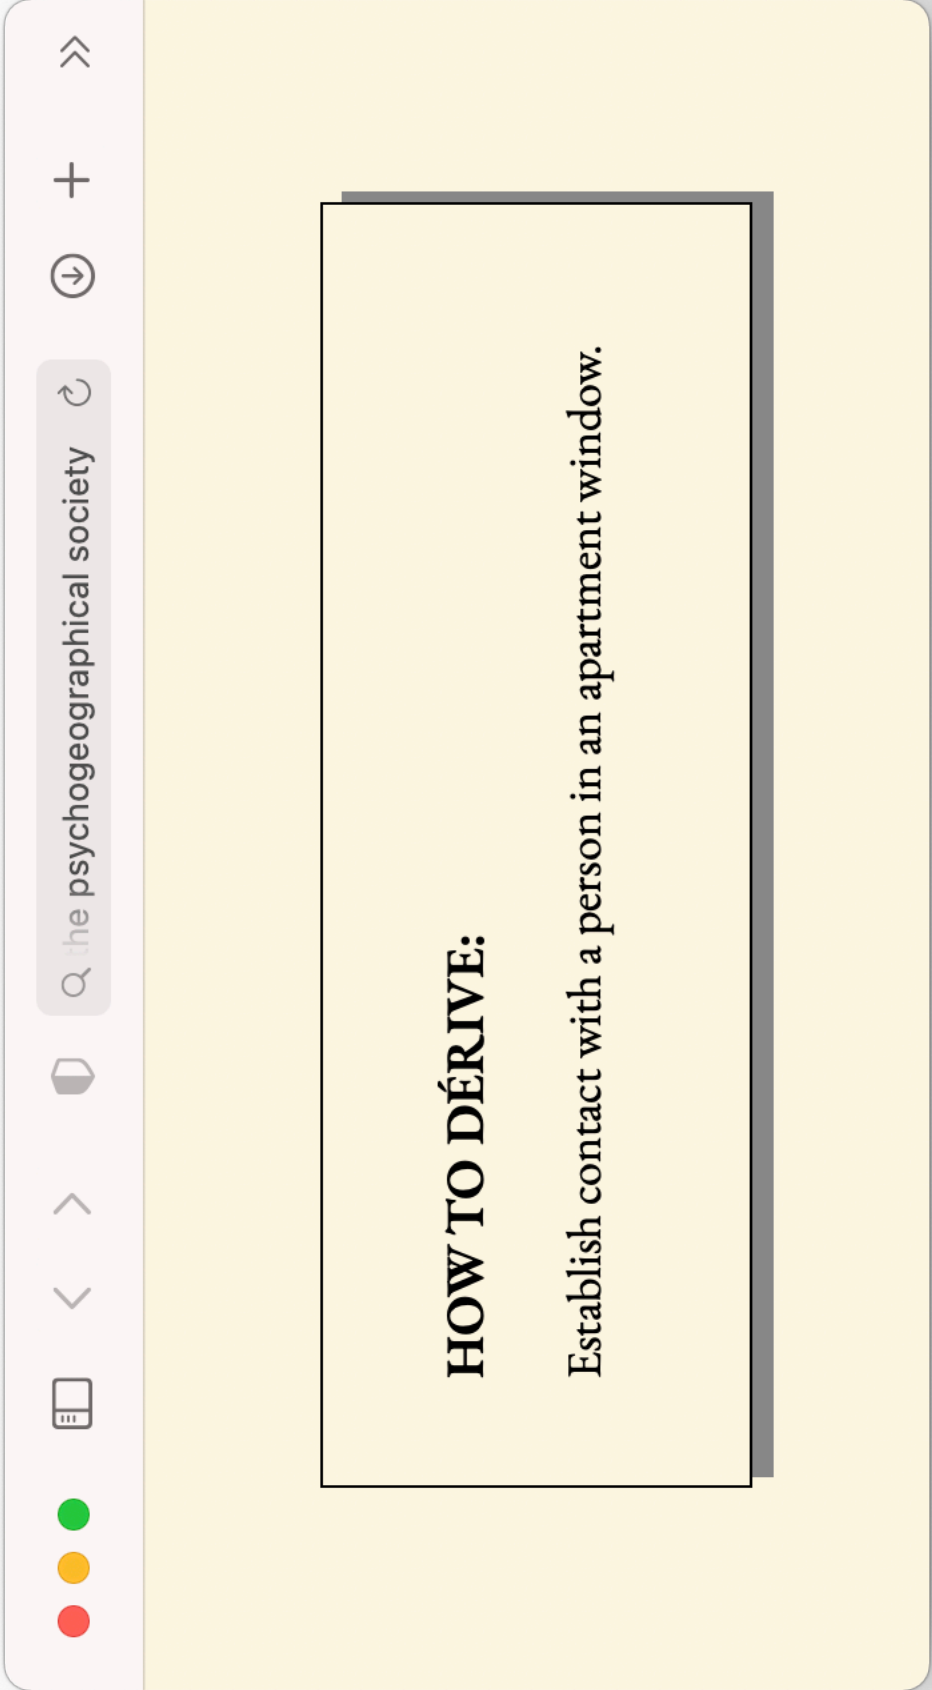 the psychogeographical society
HOW TO DÉRIVE:
Establish contact with a person in an apartment window.